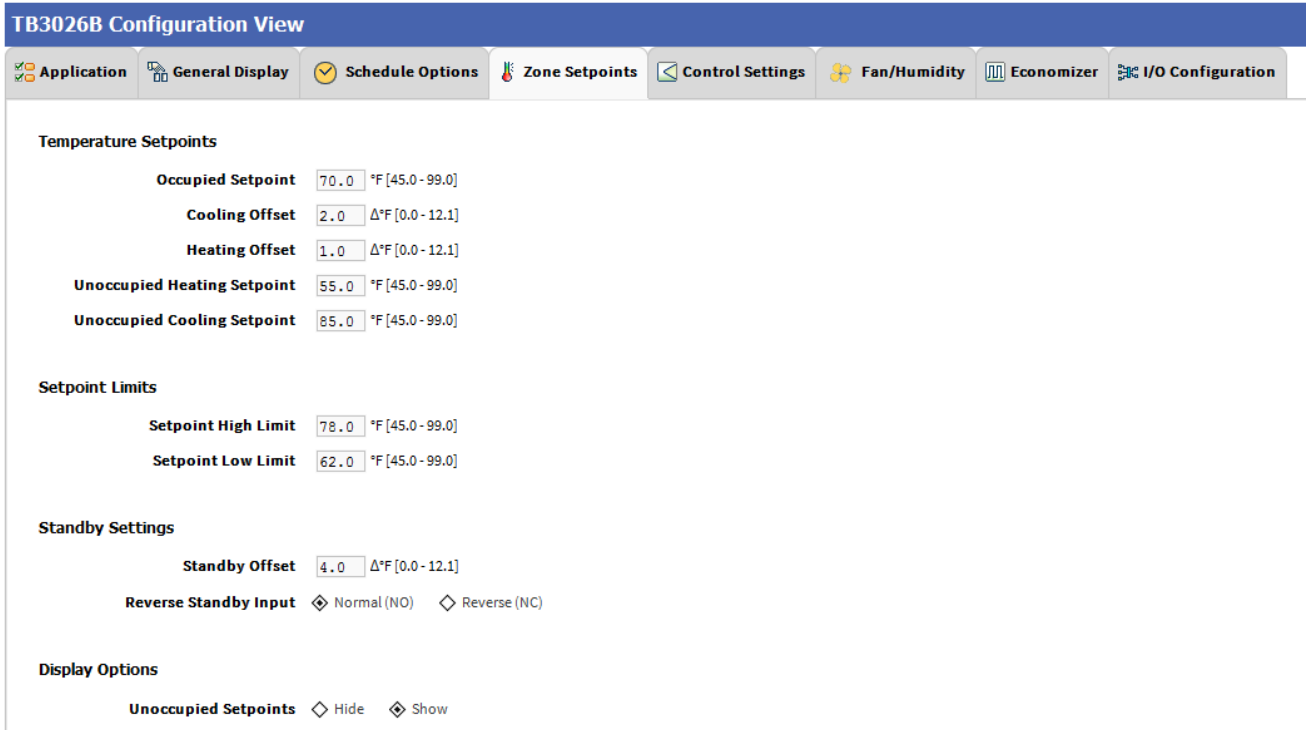 TB3026B Configuration View
Application General Display Schedule Options Zone Setpoints Control Settings Fan/Humidity Economizer I/O Configuration
Temperature Setpoints
Occupied Setpoint 70.0 °F [45.0 - 99.0]
Cooling Offset 2.0 Δ°F [0.0 - 12.1]
Heating Offset 1.0 Δ°F [0.0 - 12.1]
Unoccupied Heating Setpoint 55.0 °F [45.0 - 99.0]
Unoccupied Cooling Setpoint 85.0 °F [45.0 - 99.0]
Setpoint Limits
Setpoint High Limit 78.0 °F [45.0 - 99.0]
Setpoint Low Limit 62.0 °F [45.0 - 99.0]
Standby Settings
Standby Offset 4.0 Δ°F [0.0 - 12.1]
Reverse Standby Input Normal (NO) Reverse (NC)
Display Options
Unoccupied Setpoints Hide Show